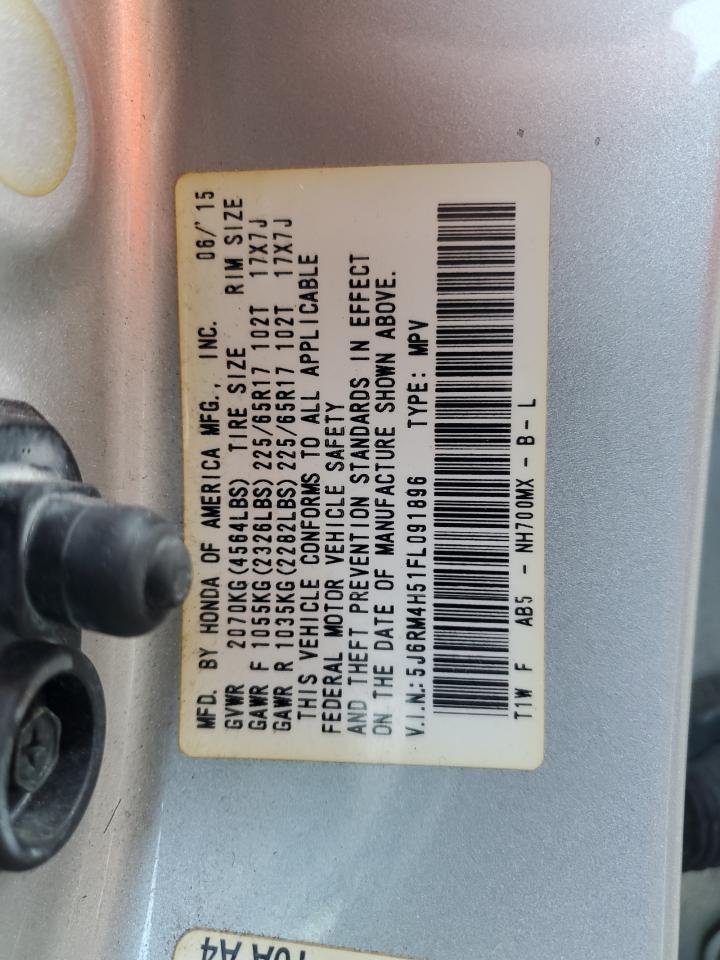 MFD. BY HONDA OF AMERICA MFG., INC. 06/'15
GVWR 2070KG(4564LBS) TIRE SIZE RIM SIZE
GAWR F 1055KG(2326LBS) 225/65R17 102T 17X7J
GAWR R 1035KG(2282LBS) 225/65R17 102T 17X7J
THIS VEHICLE CONFORMS TO ALL APPLICABLE
FEDERAL MOTOR VEHICLE SAFETY
AND THEFT PREVENTION STANDARDS IN EFFECT
ON THE DATE OF MANUFACTURE SHOWN ABOVE.
V.I.N.:5J6RM4H51FL091896 TYPE: MPV
T1W F AB5 - NH700MX - B - L
A4